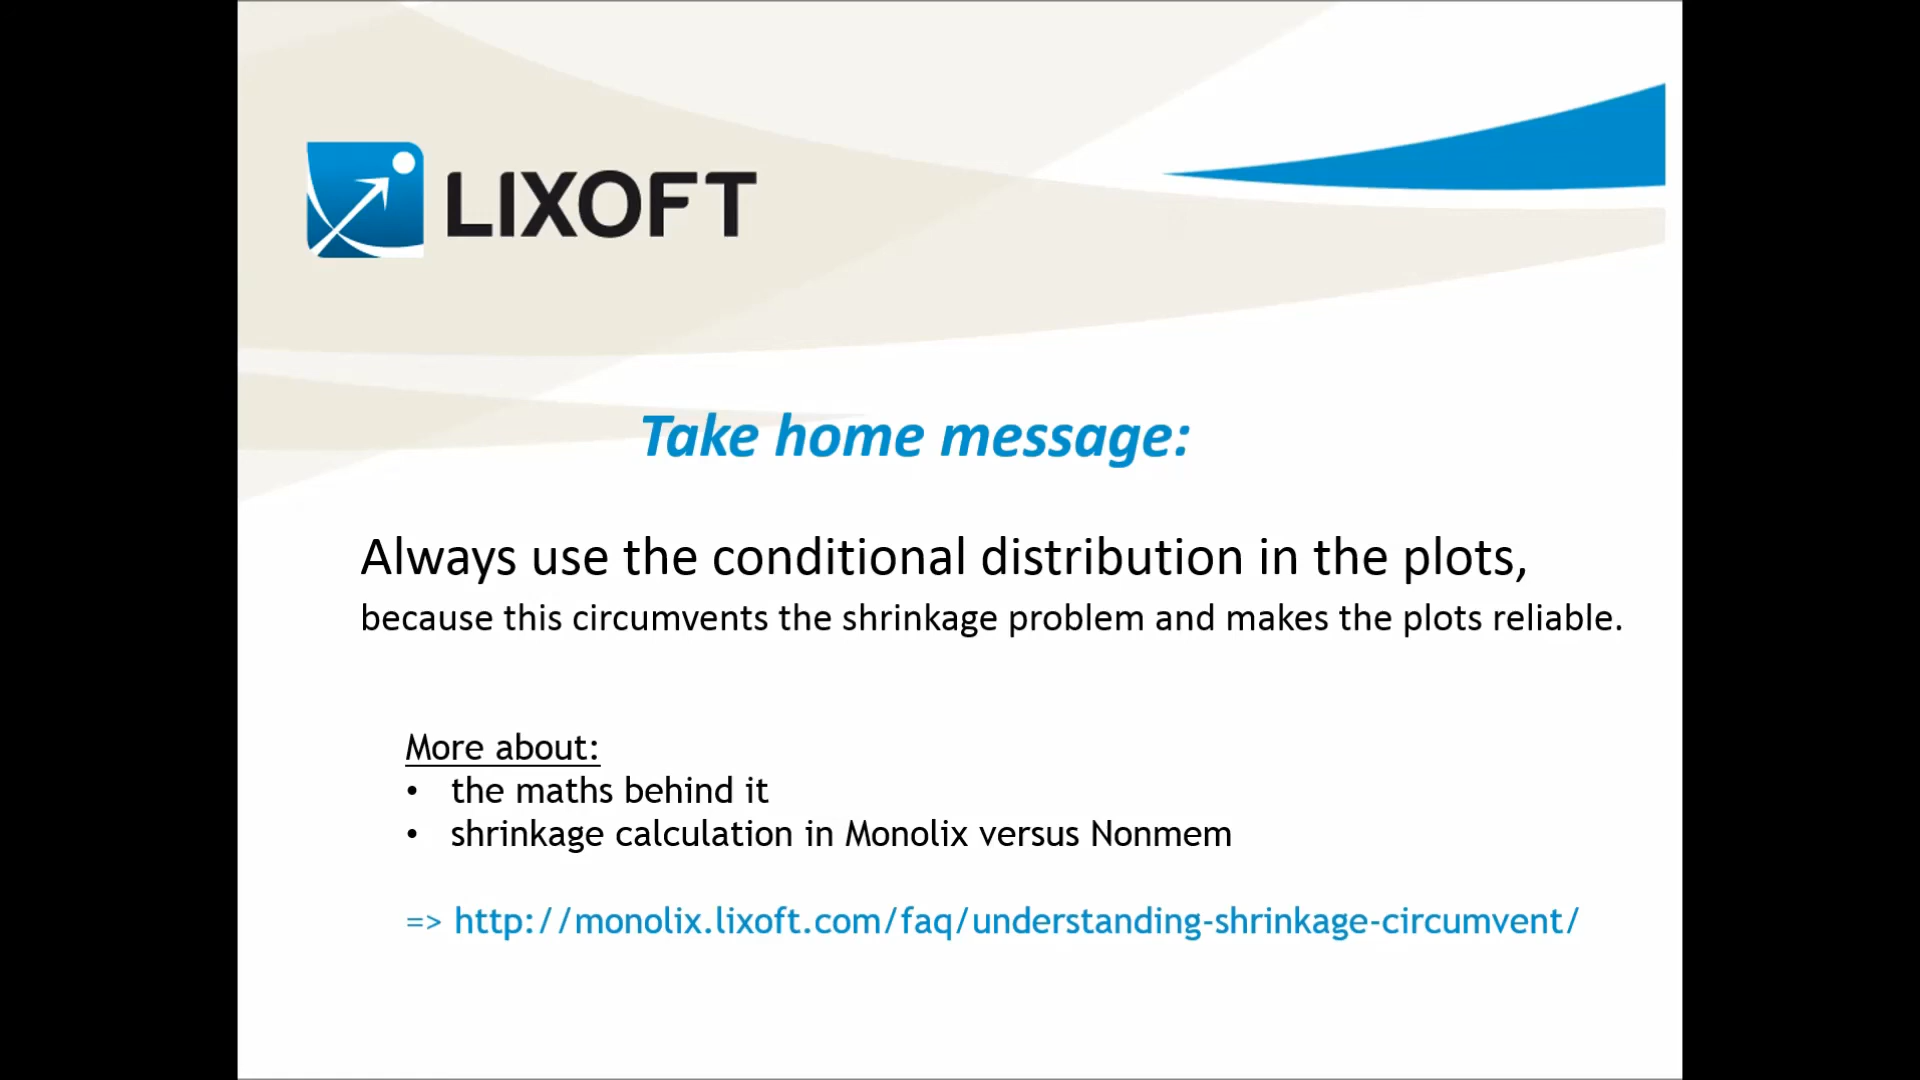 LIXOFT
Take home message:
Always use the conditional distribution in the plots,
because this circumvents the shrinkage problem and makes the plots reliable.
More about:
• the maths behind it
• shrinkage calculation in Monolix versus Nonmem
=> http://monolix.lixoft.com/faq/understanding-shrinkage-circumvent/